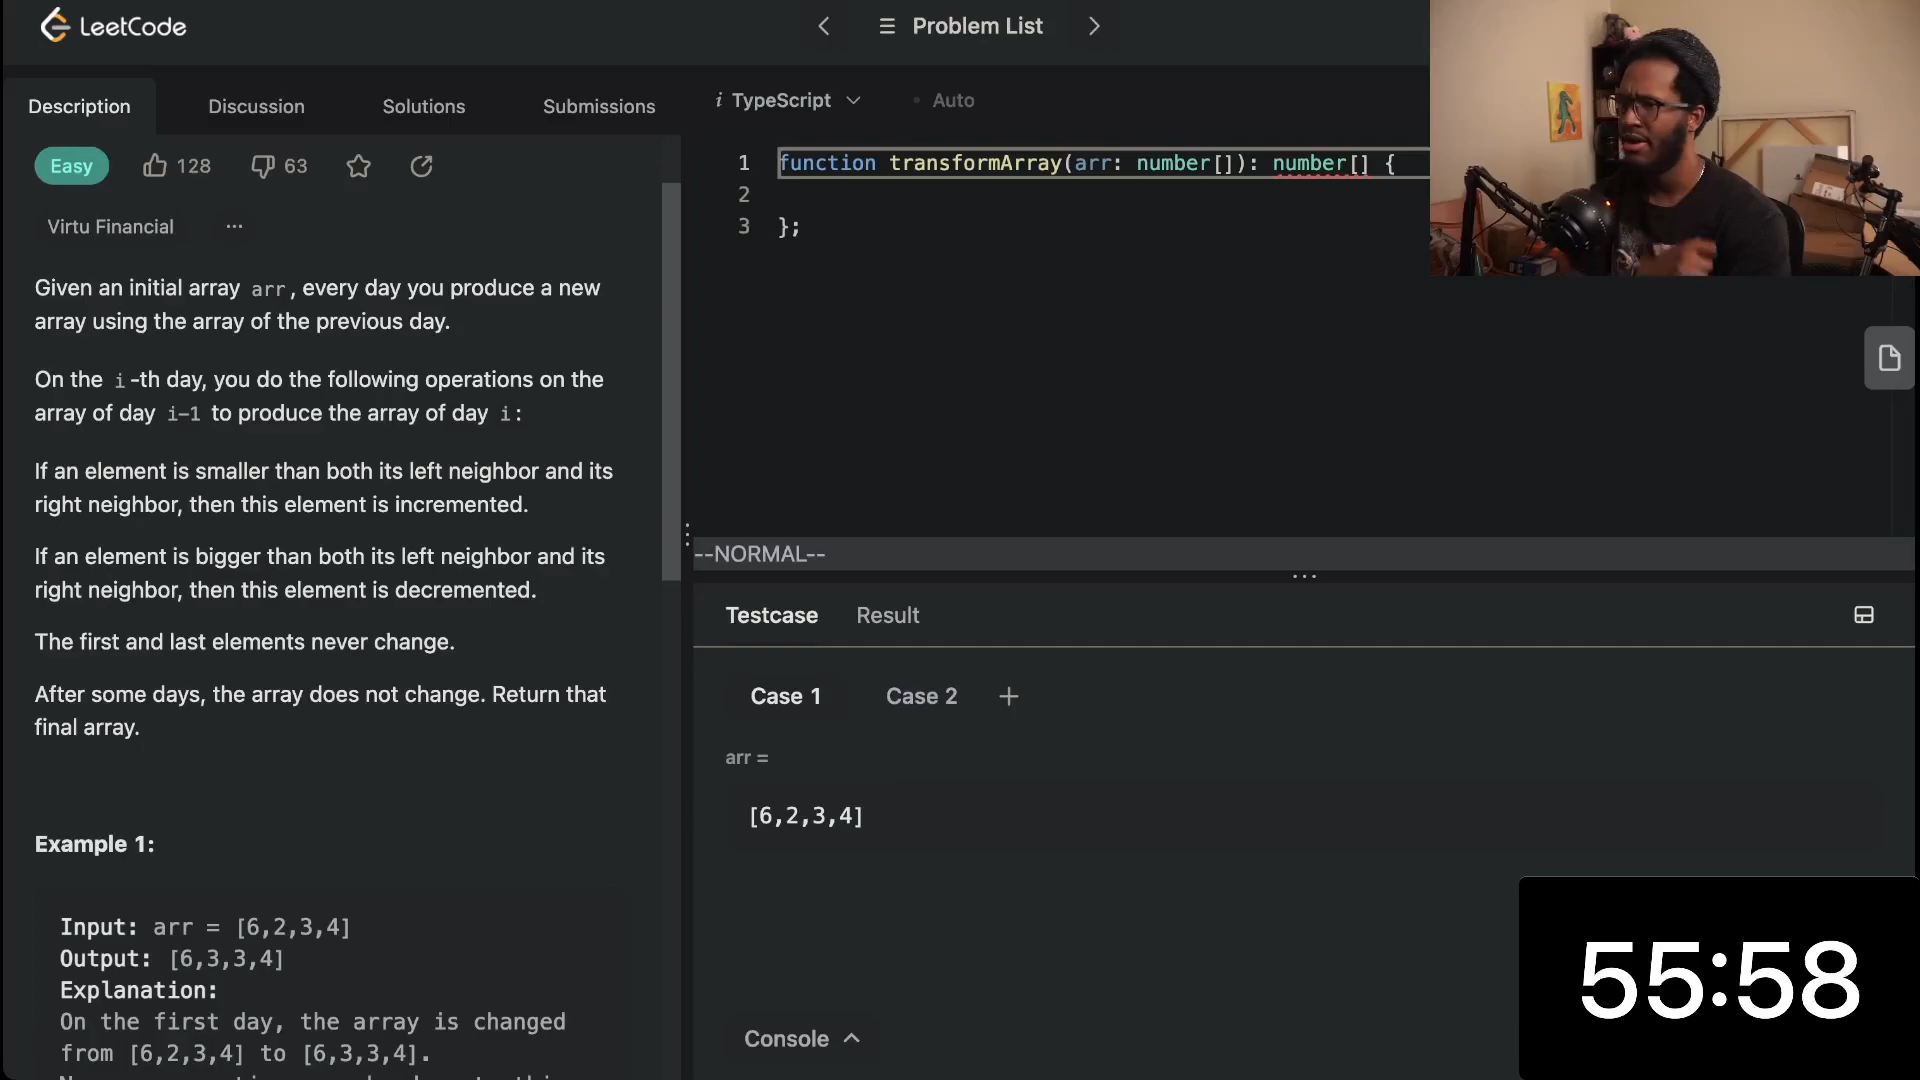 LeetCode
Problem List
Description
Discussion
Solutions
Submissions
i TypeScript
• Auto
Easy
128
63
Virtu Financial
...
Given an initial array arr, every day you produce a new
array using the array of the previous day.
On the i-th day, you do the following operations on the
array of day i-1 to produce the array of day i:
If an element is smaller than both its left neighbor and its
right neighbor, then this element is incremented.
If an element is bigger than both its left neighbor and its
right neighbor, then this element is decremented.
The first and last elements never change.
After some days, the array does not change. Return that
final array.
Example 1:
Input: arr = [6,2,3,4]
Output: [6,3,3,4]
Explanation:
On the first day, the array is changed
from [6,2,3,4] to [6,3,3,4].
1 function transformArray(arr: number[]): number[] {
2
3 };
--NORMAL--
Testcase
Result
Case 1
Case 2
+
arr =
[6,2,3,4]
Console
55:58